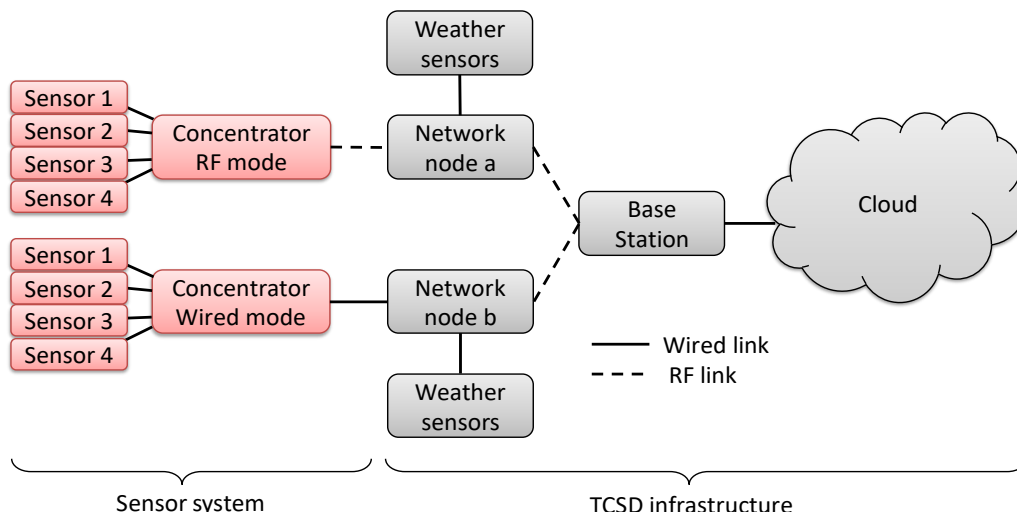 Weather
sensors
Sensor 1
Sensor 2
Sensor 3
Sensor 4
Concentrator
RF mode
Network
node a
Base
Station
Cloud
Sensor 1
Sensor 2
Sensor 3
Sensor 4
Concentrator
Wired mode
Network
node b
Wired link
RF link
Weather
sensors
Sensor system
TCSD infrastructure